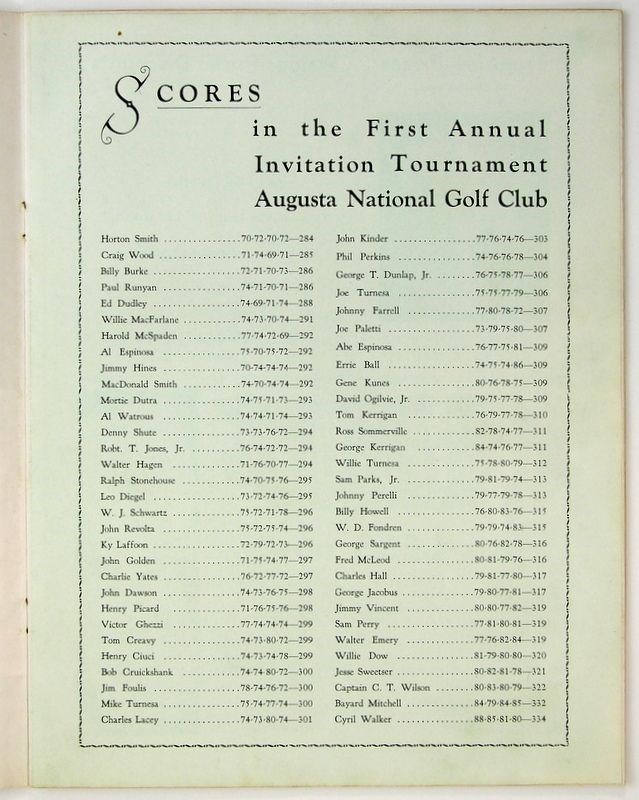 SCORES
in the First Annual
Invitation Tournament
Augusta National Golf Club
Horton Smith ................70-72-70-72—284
Craig Wood .................71-74-69-71—285
Billy Burke .................72-71-70-73—286
Paul Runyan ................74-71-70-71—286
Ed Dudley .................74-69-71-74—288
Willie MacFarlane ............74-73-70-74—291
Harold McSpaden ............77-74-72-69—292
Al Espinosa ................75-70-75-72—292
Jimmy Hines ................70-74-74-74—292
MacDonald Smith ............74-70-74-74—292
Mortie Dutra ................74-75-71-73—293
Al Watrous ................74-74-71-74—293
Denny Shute ................73-73-76-72—294
Robt. T. Jones, Jr. ...........76-74-72-72—294
Walter Hagen ..............71-76-70-77—294
Ralph Stonehouse ............74-70-75-76—295
Leo Diegel .................73-72-74-76—295
W. J. Schwartz ..............75-72-71-78—296
John Revolta ................75-72-75-74—296
Ky Laffoon .................72-79-72-73—296
John Golden ................71-75-74-77—297
Charlie Yates ................76-72-77-72—297
John Dawson ...............74-73-76-75—298
Henry Picard ...............71-76-75-76—298
Victor Ghezzi ..............77-74-74-74—299
Tom Creavy ................74-73-80-72—299
Henry Ciuci ................74-73-74-78—299
Bob Cruickshank ............74-74-80-72—300
Jim Foulis .................78-74-76-72—300
Mike Turnesa ...............75-74-77-74—300
Charles Lacey ...............74-73-80-74—301
John Kinder ................77-76-74-76—303
Phil Perkins ................74-76-76-78—304
George T. Dunlap, Jr. .........76-75-78-77—306
Joe Turnesa ................75-75-77-79—306
Johnny Farrell ..............77-80-78-72—307
Joe Paletti .................73-79-75-80—307
Abe Espinosa ...............76-77-75-81—309
Errie Ball .................74-75-74-86—309
Gene Kunes ................80-76-78-75—309
David Ogilvie, Jr. ............79-75-77-78—309
Tom Kerrigan ..............76-79-77-78—310
Ross Sommerville ............82-78-74-77—311
George Kerrigan .............84-74-76-77—311
Willie Turnesa ..............75-78-80-79—312
Sam Parks, Jr. ..............79-81-79-74—313
Johnny Perelli ...............79-77-79-78—313
Billy Howell ................76-80-83-76—315
W. D. Fondren ..............79-79-74-83—315
George Sargent ..............80-76-82-78—316
Fred McLeod ...............80-81-79-76—316
Charles Hall ................79-81-77-80—317
George Jacobus ..............79-80-77-81—317
Jimmy Vincent ..............80-80-77-82—319
Sam Perry .................77-81-80-81—319
Walter Emery ...............77-76-82-84—319
Willie Dow .................81-79-80-80—320
Jesse Sweetser ...............80-82-81-78—321
Captain C. T. Wilson .........80-83-80-79—322
Bayard Mitchell .............84-79-84-85—332
Cyril Walker ................88-85-81-80—334